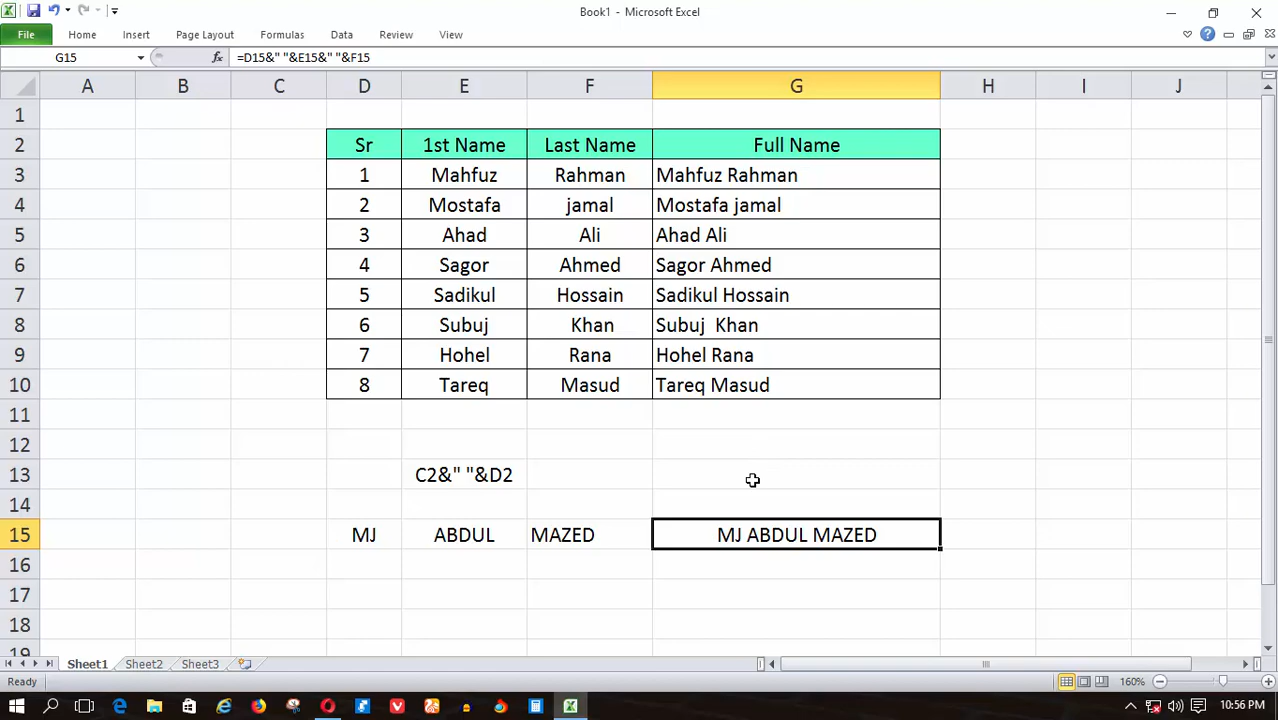 Book1 - Microsoft Excel
File Home Insert Page Layout Formulas Data Review View
G15 fx =D15&" "&E15&" "&F15
A B C D E F G H I J
1
2 Sr 1st Name Last Name Full Name
3 1 Mahfuz Rahman Mahfuz Rahman
4 2 Mostafa jamal Mostafa jamal
5 3 Ahad Ali Ahad Ali
6 4 Sagor Ahmed Sagor Ahmed
7 5 Sadikul Hossain Sadikul Hossain
8 6 Subuj Khan Subuj  Khan
9 7 Hohel Rana Hohel Rana
10 8 Tareq Masud Tareq Masud
11
12
13 C2&" "&D2
14
15 MJ ABDUL MAZED MJ ABDUL MAZED
16
17
18
19
Sheet1 Sheet2 Sheet3
Ready 160%
10:56 PM